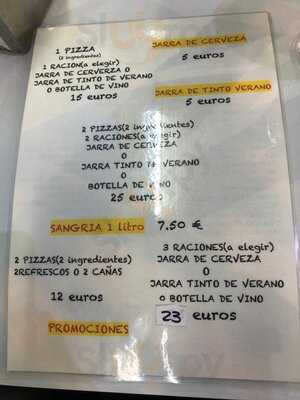 1 PIZZA
(2 ingredientes)
1 RACION(a elegir)
JARRA DE CERVERZA O
JARRA DE TINTO DE VERANO
O BOTELLA DE VINO
15 euros
JARRA DE CERVEZA
5 euros
JARRA DE TINTO VERANO
5 euros
2 PIZZAS(2 ingredientes)
2 RACIONES(a elegir)
JARRA DE CERVEZA
O
JARRA TINTO DE VERANO
O
BOTELLA DE VINO
25 euros
SANGRIA 1 litro 7.50 €
2 PIZZAS(2 ingredientes)
2REFRESCOS O 2 CAÑAS
12 euros
3 RACIONES(a elegir)
JARRA DE CERVEZA
O
JARRA TINTO DE VERANO
O BOTELLA DE VINO
23 euros
PROMOCIONES